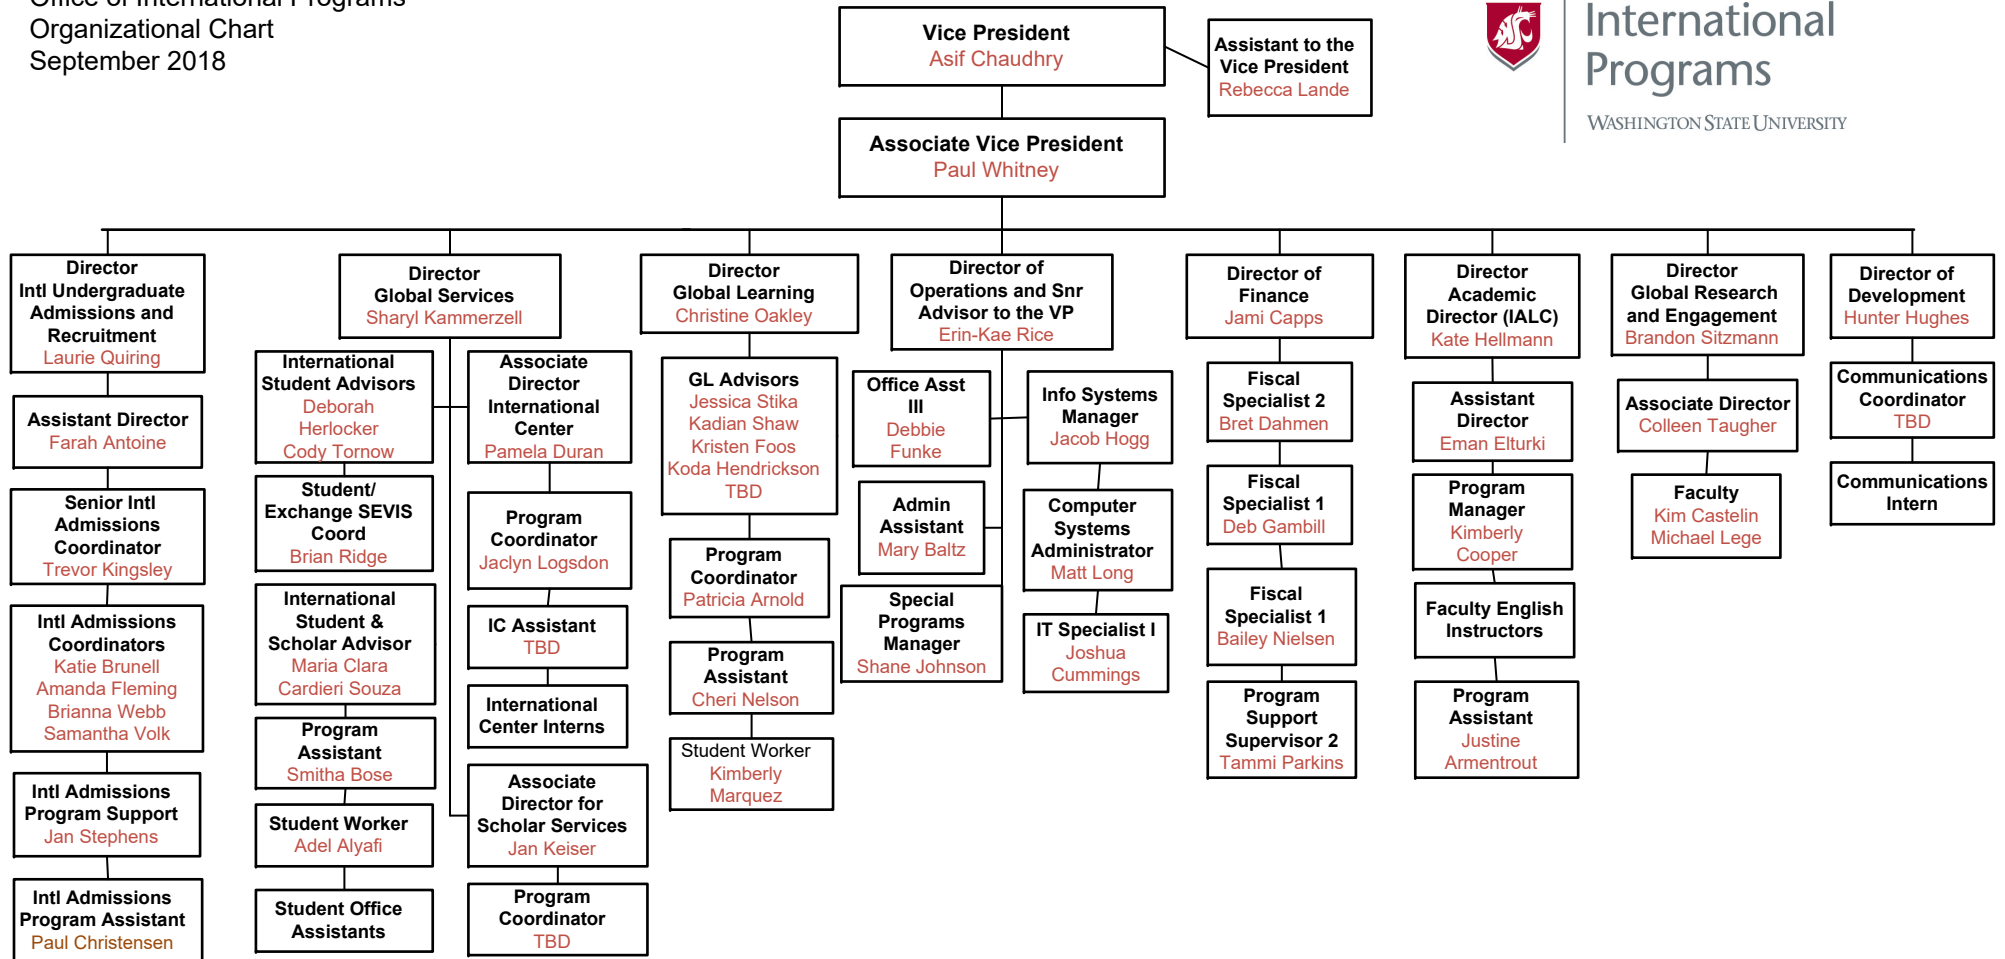 Office of International Programs
Organizational Chart
September 2018
Vice President
Asif Chaudhry
Assistant to the
Vice President
Rebecca Lande
International
Programs
WASHINGTON STATE UNIVERSITY
Associate Vice President
Paul Whitney
Director
Intl Undergraduate
Admissions and
Recruitment
Laurie Quiring
Assistant Director
Farah Antoine
Senior Intl
Admissions
Coordinator
Trevor Kingsley
Intl Admissions
Coordinators
Katie Brunell
Amanda Fleming
Brianna Webb
Samantha Volk
Intl Admissions
Program Support
Jan Stephens
Intl Admissions
Program Assistant
Paul Christensen
Director
Global Services
Sharyl Kammerzell
International
Student Advisors
Deborah
Herlocker
Cody Tornow
Student/
Exchange SEVIS
Coord
Brian Ridge
International
Student &
Scholar Advisor
Maria Clara
Cardieri Souza
Program
Assistant
Smitha Bose
Student Worker
Adel Alyafi
Student Office
Assistants
Associate
Director
International
Center
Pamela Duran
Program
Coordinator
Jaclyn Logsdon
IC Assistant
TBD
International
Center Interns
Associate
Director for
Scholar Services
Jan Keiser
Program
Coordinator
TBD
Director
Global Learning
Christine Oakley
GL Advisors
Jessica Stika
Kadian Shaw
Kristen Foos
Koda Hendrickson
TBD
Program
Coordinator
Patricia Arnold
Program
Assistant
Cheri Nelson
Student Worker
Kimberly
Marquez
Director of
Operations and Snr
Advisor to the VP
Erin-Kae Rice
Office Asst
III
Debbie
Funke
Admin
Assistant
Mary Baltz
Special
Programs
Manager
Shane Johnson
Info Systems
Manager
Jacob Hogg
Computer
Systems
Administrator
Matt Long
IT Specialist I
Joshua
Cummings
Director of
Finance
Jami Capps
Fiscal
Specialist 2
Bret Dahmen
Fiscal
Specialist 1
Deb Gambill
Fiscal
Specialist 1
Bailey Nielsen
Program
Support
Supervisor 2
Tammi Parkins
Director
Academic
Director (IALC)
Kate Hellmann
Assistant
Director
Eman Elturki
Program
Manager
Kimberly
Cooper
Faculty English
Instructors
Program
Assistant
Justine
Armentrout
Director
Global Research
and Engagement
Brandon Sitzmann
Associate Director
Colleen Taugher
Faculty
Kim Castelin
Michael Lege
Director of
Development
Hunter Hughes
Communications
Coordinator
TBD
Communications
Intern